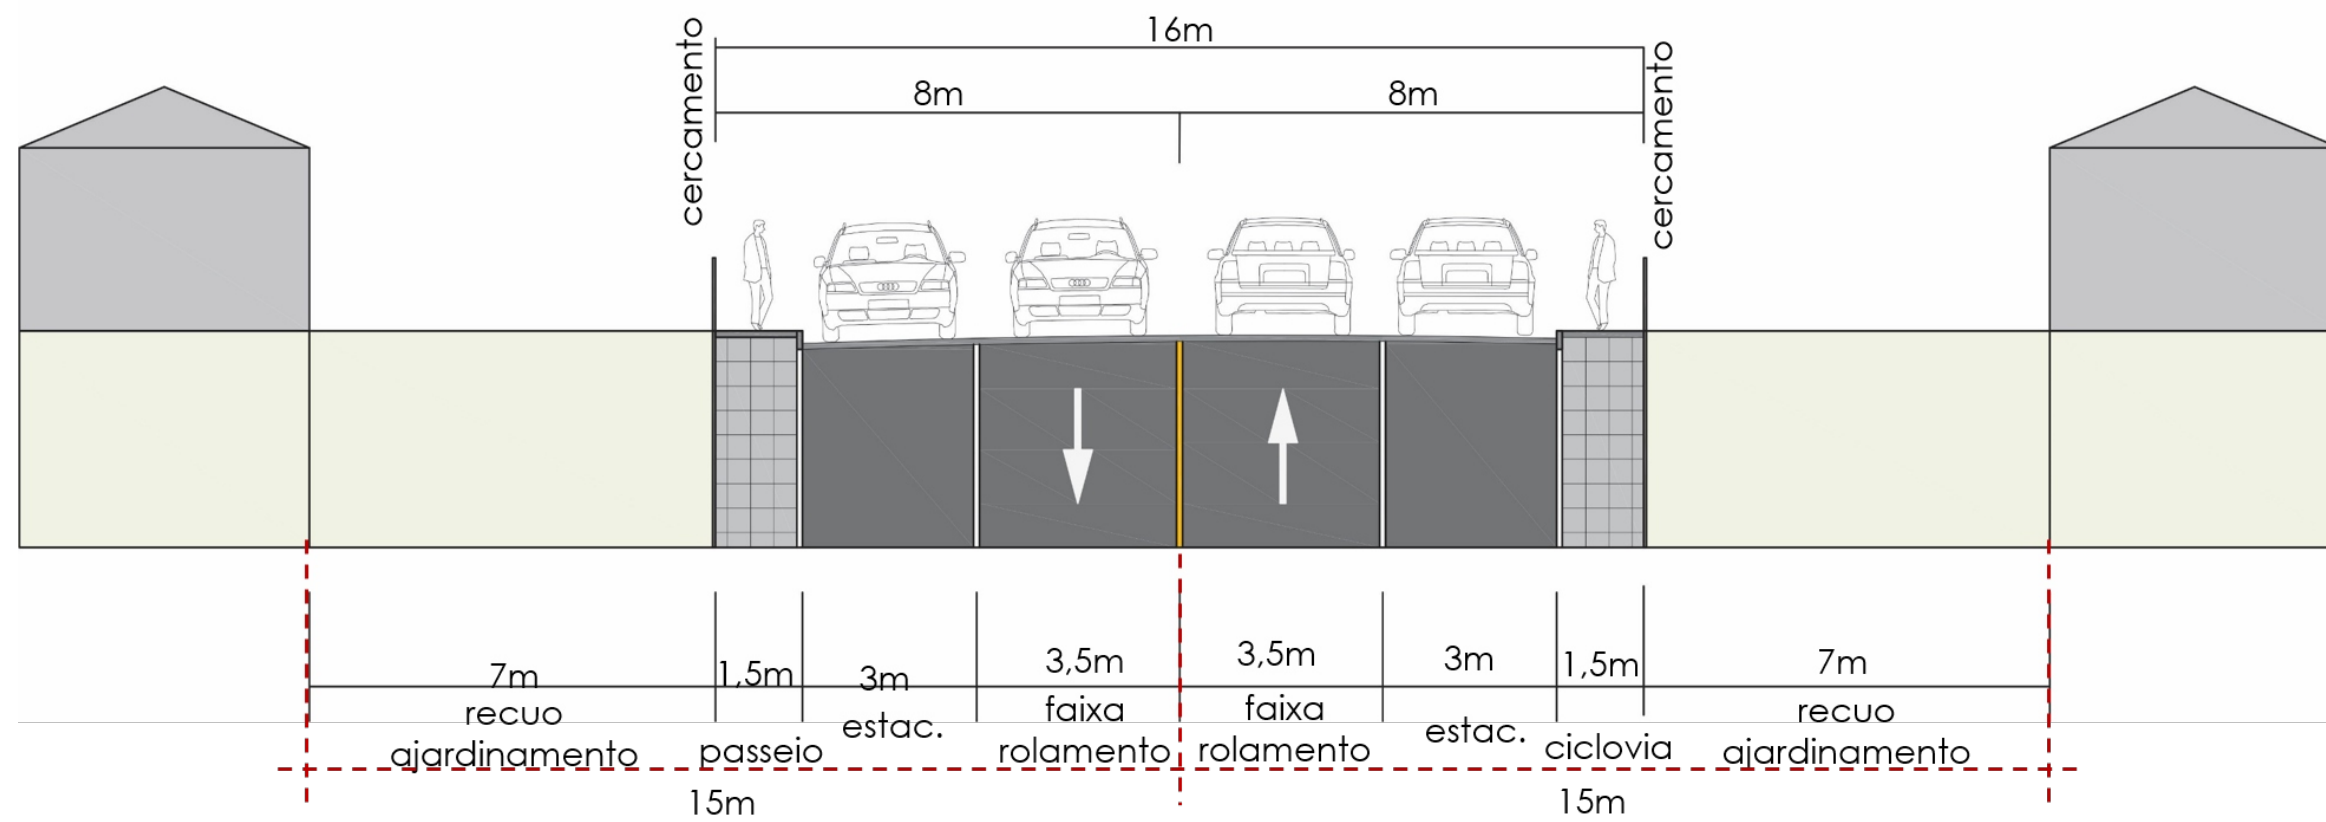 16m
8m
8m
cercamento
cercamento
7m
1,5m
3m
3,5m
3,5m
3m
1,5m
7m
recuo
ajardinamento
passeio
estac.
faixa
rolamento
faixa
rolamento
estac.
ciclovia
recuo
ajardinamento
15m
15m